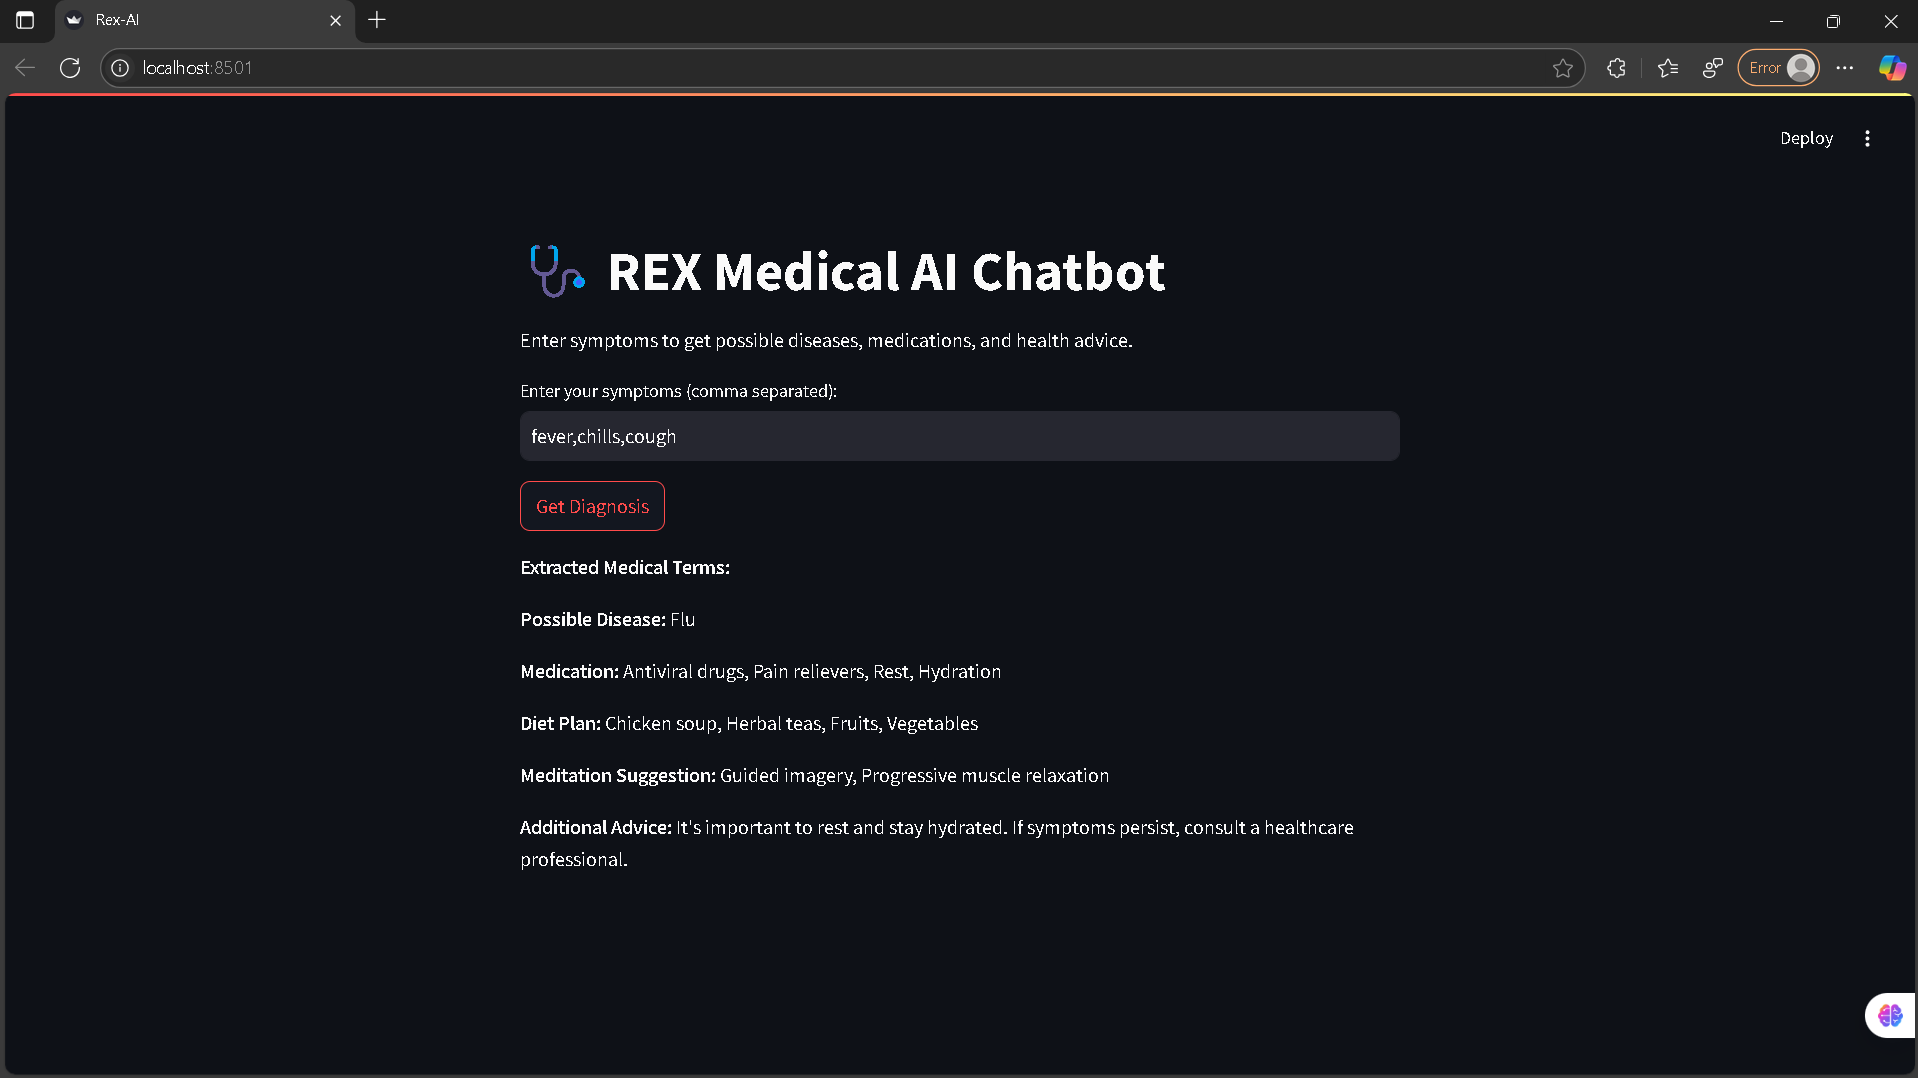 Rex-AI
localhost:8501
Error
Deploy
REX Medical AI Chatbot
Enter symptoms to get possible diseases, medications, and health advice.
Enter your symptoms (comma separated):
fever,chills,cough
Get Diagnosis
Extracted Medical Terms:
Possible Disease: Flu
Medication: Antiviral drugs, Pain relievers, Rest, Hydration
Diet Plan: Chicken soup, Herbal teas, Fruits, Vegetables
Meditation Suggestion: Guided imagery, Progressive muscle relaxation
Additional Advice: It's important to rest and stay hydrated. If symptoms persist, consult a healthcare
professional.